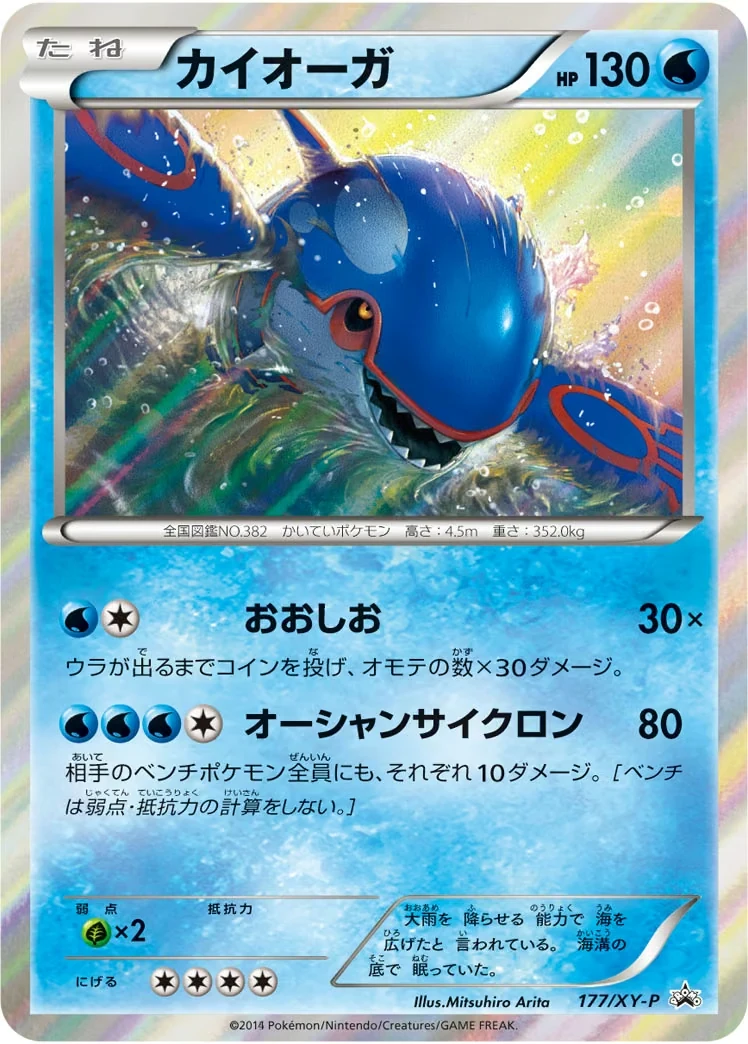 たね カイオーガ HP130
全国図鑑NO.382 かいていポケモン 高さ:4.5m 重さ:352.0kg
おおしお 30×
ウラが出るまでコインを投げ、オモテの数×30ダメージ。
オーシャンサイクロン 80
相手のベンチポケモン全員にも、それぞれ10ダメージ。[ベンチ
は弱点・抵抗力の計算をしない。]
弱点 抵抗力
×2
にげる
大雨を 降らせる 能力で 海を
広げたと 言われている。 海溝の
底で 眠っていた。
Illus.Mitsuhiro Arita 177/XY-P
©2014 Pokémon/Nintendo/Creatures/GAME FREAK.